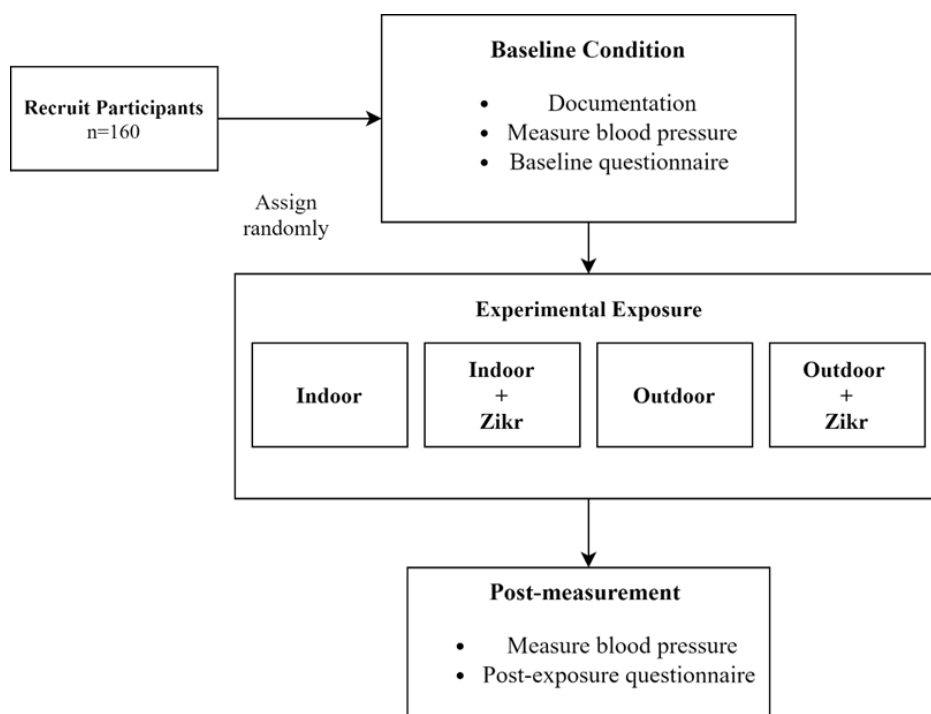 Recruit Participants
n=160
Assign
randomly
Baseline Condition
• Documentation
• Measure blood pressure
• Baseline questionnaire
Experimental Exposure
Indoor
Indoor
+
Zikr
Outdoor
Outdoor
+
Zikr
Post-measurement
• Measure blood pressure
• Post-exposure questionnaire